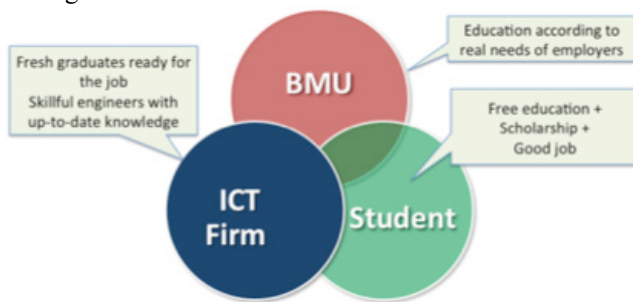 Education according to
real needs of employers
Fresh graduates ready for
the job
Skillful engineers with
up-to-date knowledge
BMU
Free education +
Scholarship +
Good job
ICT
Firm
Student